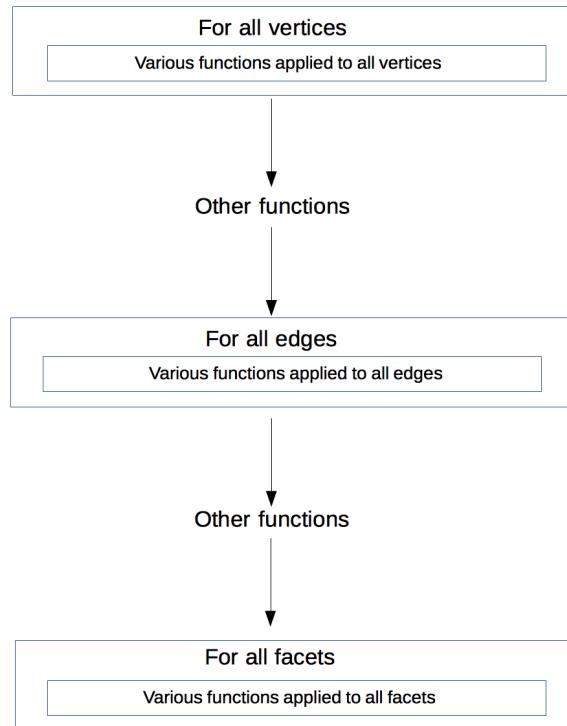 For all vertices
Various functions applied to all vertices
Other functions
For all edges
Various functions applied to all edges
Other functions
For all facets
Various functions applied to all facets